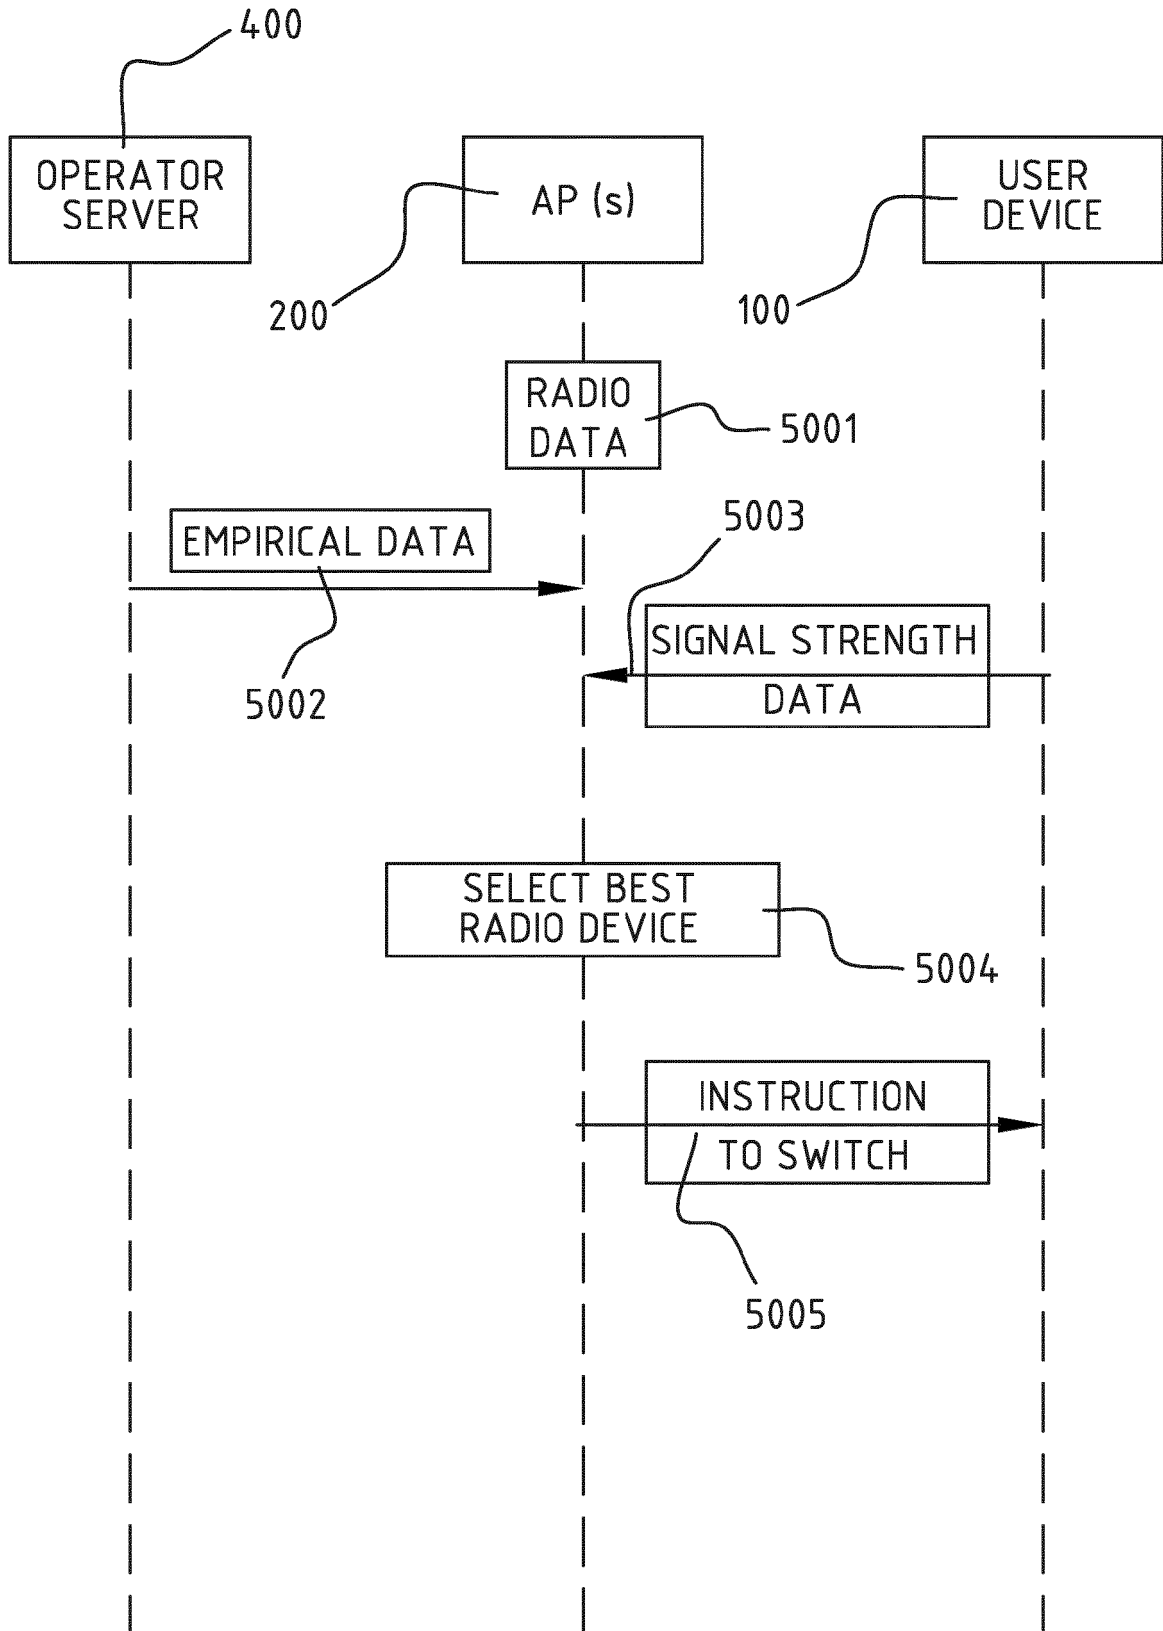 400
OPERATOR
SERVER
AP (s)
USER
DEVICE
200
100
RADIO
DATA
5001
EMPIRICAL DATA
5003
SIGNAL STRENGTH
DATA
5002
SELECT BEST
RADIO DEVICE
5004
INSTRUCTION
TO SWITCH
5005